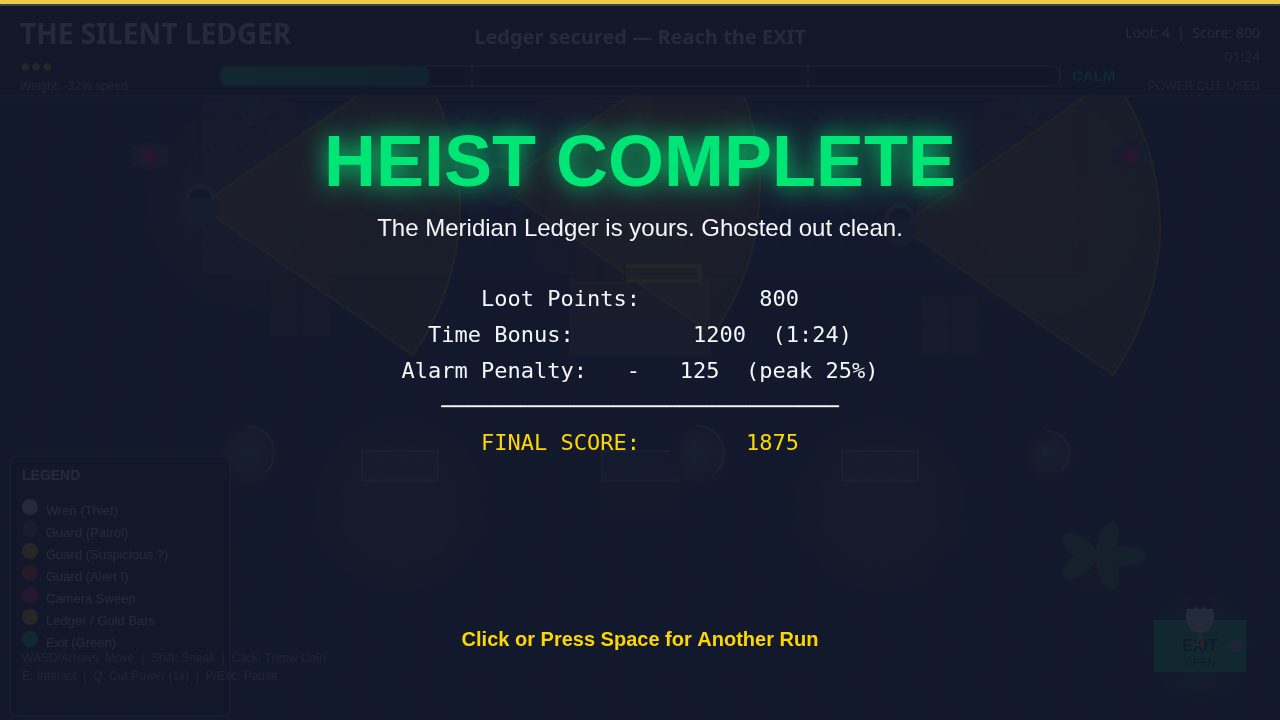 THE SILENT LEDGER
Ledger secured — Reach the EXIT
Loot: 4 | Score: 800
01:24
Weight: -32% speed
CALM
POWER CUT: USED
HEIST COMPLETE
The Meridian Ledger is yours. Ghosted out clean.
Loot Points: 800
Time Bonus: 1200 (1:24)
Alarm Penalty: - 125 (peak 25%)
FINAL SCORE: 1875
LEGEND
Wren (Thief)
Guard (Patrol)
Guard (Suspicious ?)
Guard (Alert !)
Camera Sweep
Ledger / Gold Bars
Exit (Green)
WASD/Arrows: Move | Shift: Sneak | Click: Throw Coin
E: Interact | Q: Cut Power (1x) | P/Esc: Pause
Click or Press Space for Another Run
EXIT
OPEN